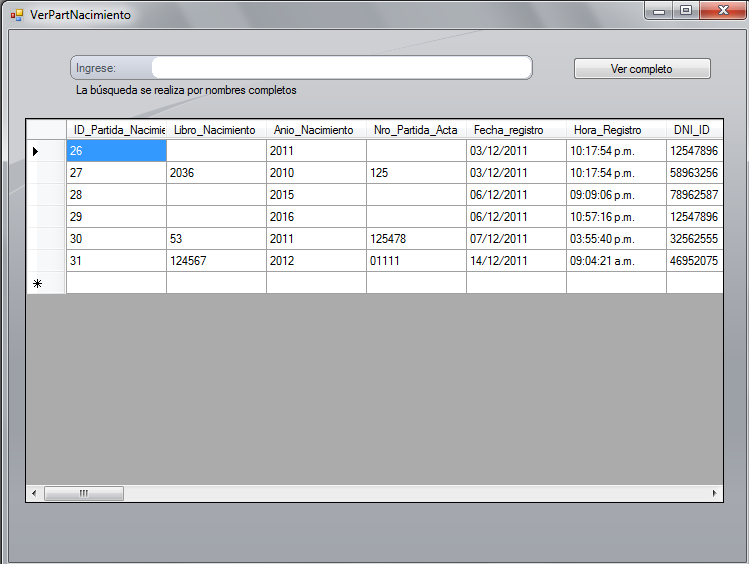 VerPartNacimiento
Ingrese:
Ver completo
La búsqueda se realiza por nombres completos
ID_Partida_Nacimie Libro_Nacimiento Anio_Nacimiento Nro_Partida_Acta Fecha_registro Hora_Registro DNI_ID
26 2011 03/12/2011 10:17:54 p.m. 12547896
27 2036 2010 125 03/12/2011 10:17:54 p.m. 58963256
28 2015 06/12/2011 09:09:06 p.m. 78962587
29 2016 06/12/2011 10:57:16 p.m. 12547896
30 53 2011 125478 07/12/2011 03:55:40 p.m. 32562555
31 124567 2012 01111 14/12/2011 09:04:21 a.m. 46952075